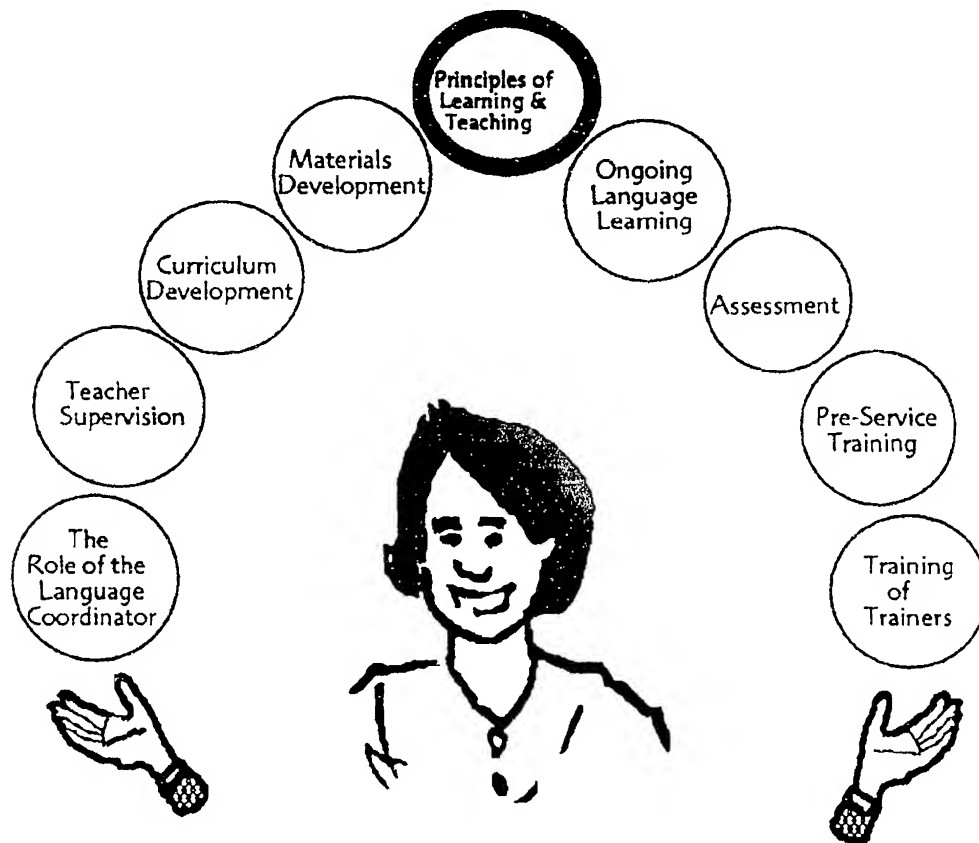 Principles of
Learning &
Teaching
Materials
Development
Ongoing
Language
Learning
Curriculum
Development
Assessment
Teacher
Supervision
Pre-Service
Training
The
Role of the
Language
Coordinator
Training
of
Trainers